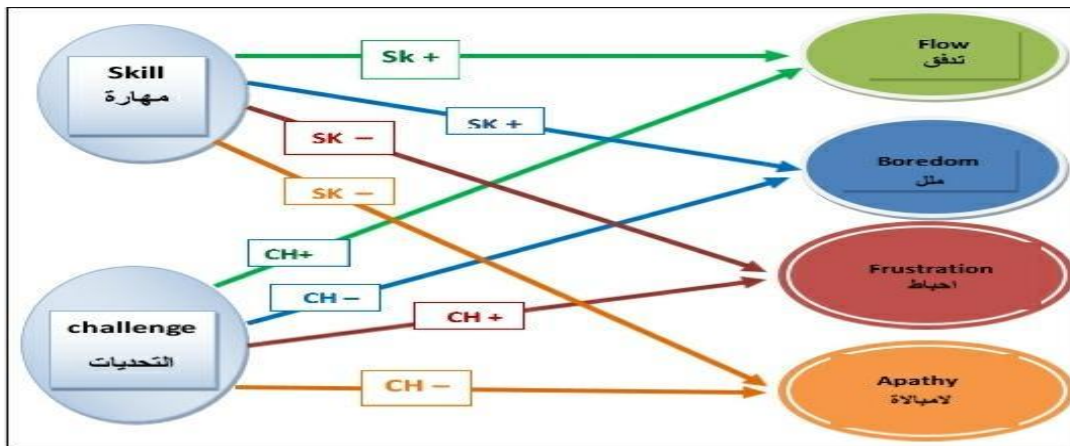 Skill
مهارة
Sk +
SK +
SK –
SK –
CH+
CH –
CH +
CH –
challenge
التحديات
Flow
تدفق
Boredom
ملل
Frustration
احباط
Apathy
لامبالاة